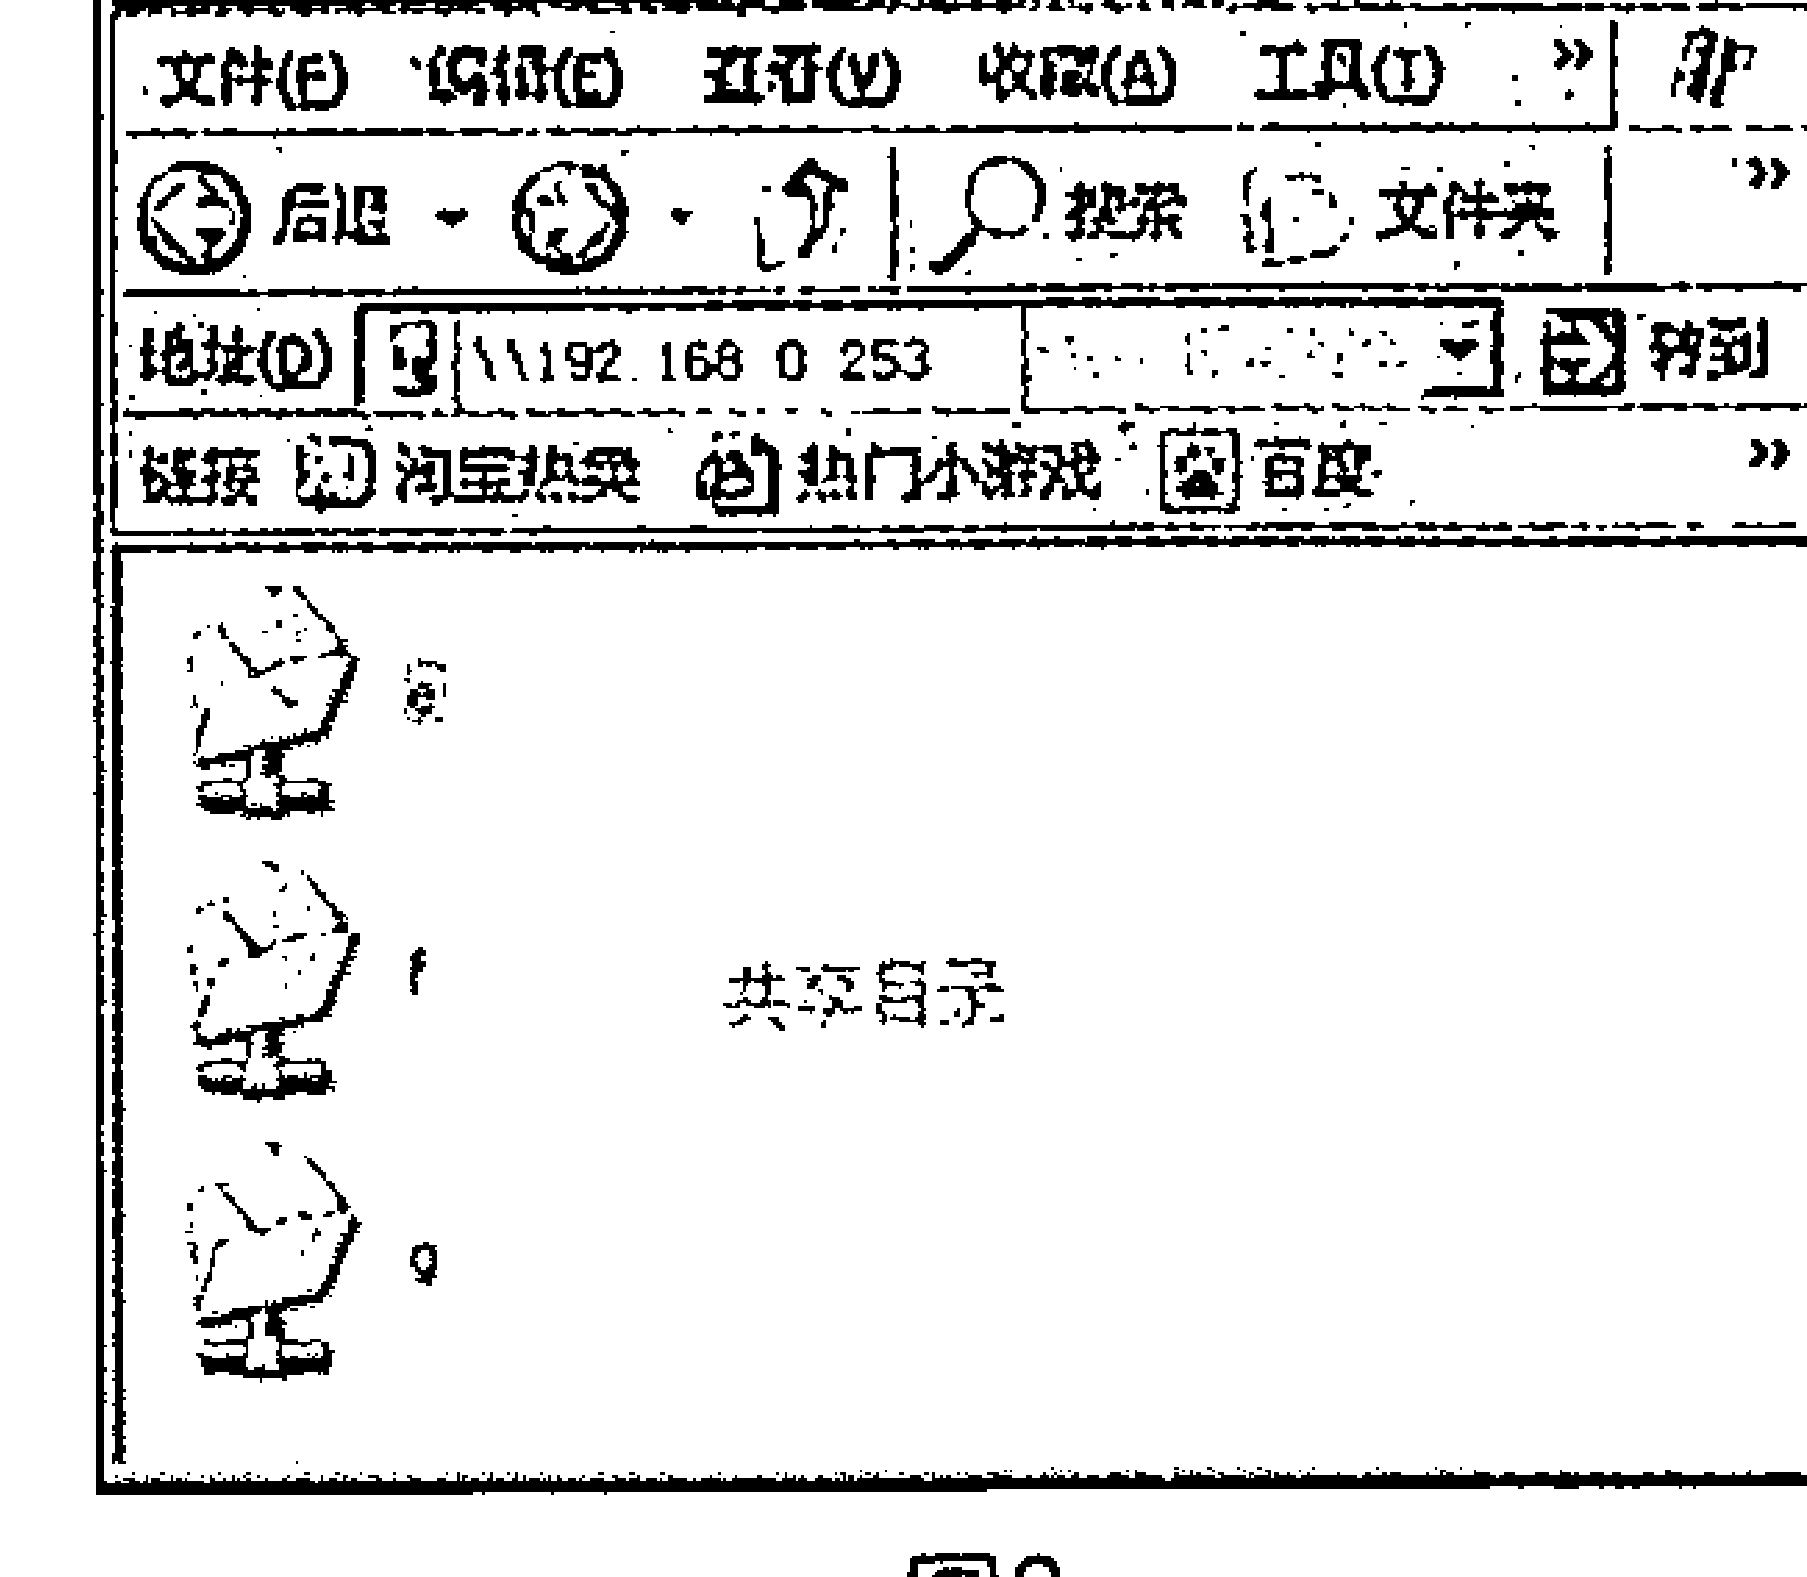 文件(F) 编辑(E) 查看(V) 收藏(A) 工具(T) »
后退 搜索 文件夹 »
地址(D) \\192.168.0.253 转到
链接 淘宝热卖 热门小游戏 百度 »
e
f 共享目录
g